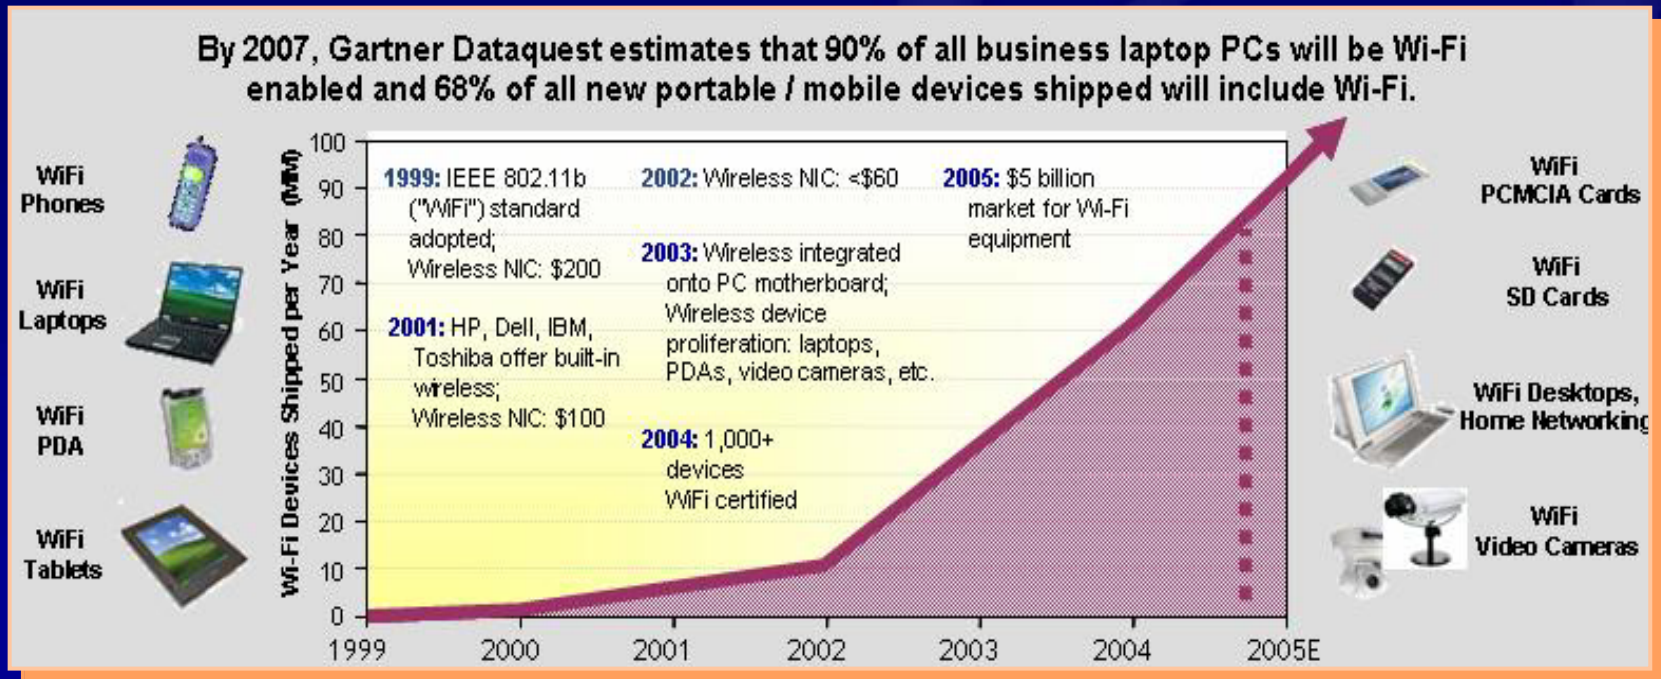 By 2007, Gartner Dataquest estimates that 90% of all business laptop PCs will be Wi-Fi
enabled and 68% of all new portable / mobile devices shipped will include Wi-Fi.
WiFi
Phones
WiFi
Laptops
WiFi
PDA
WiFi
Tablets
Wi-Fi Devices Shipped per Year (MM)
100
90
80
70
60
50
40
30
20
10
0
1999: IEEE 802.11b
("WiFi") standard
adopted;
Wireless NIC: $200
2001: HP, Dell, IBM,
Toshiba offer built-in
wireless;
Wireless NIC: $100
2002: Wireless NIC: <$60
2003: Wireless integrated
onto PC motherboard;
Wireless device
proliferation: laptops,
PDAs, video cameras, etc.
2004: 1,000+
devices
WiFi certified
2005: $5 billion
market for Wi-Fi
equipment
1999
2000
2001
2002
2003
2004
2005E
WiFi
PCMCIA Cards
WiFi
SD Cards
WiFi Desktops,
Home Networking
WiFi
Video Cameras